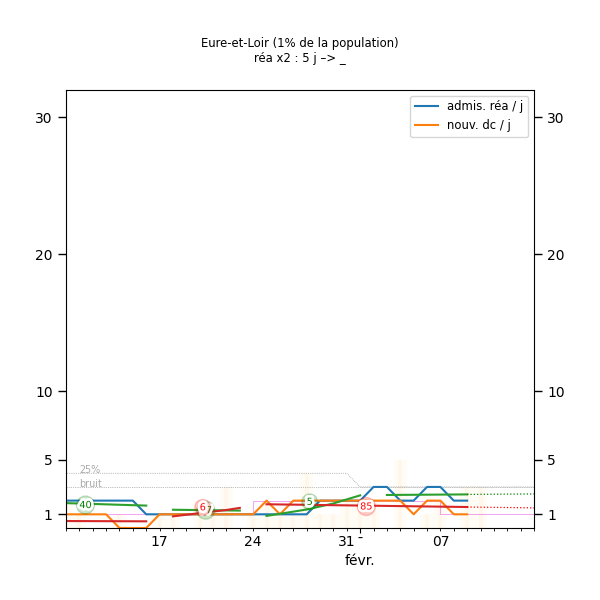 Eure-et-Loir (1% de la population)
réa x2 : 5 j –> _
admis. réa / j
nouv. dc / j
30 30
20 20
10 10
5 5
25%
bruit
40 6 5 85
1 1
17 24 31 07
févr.